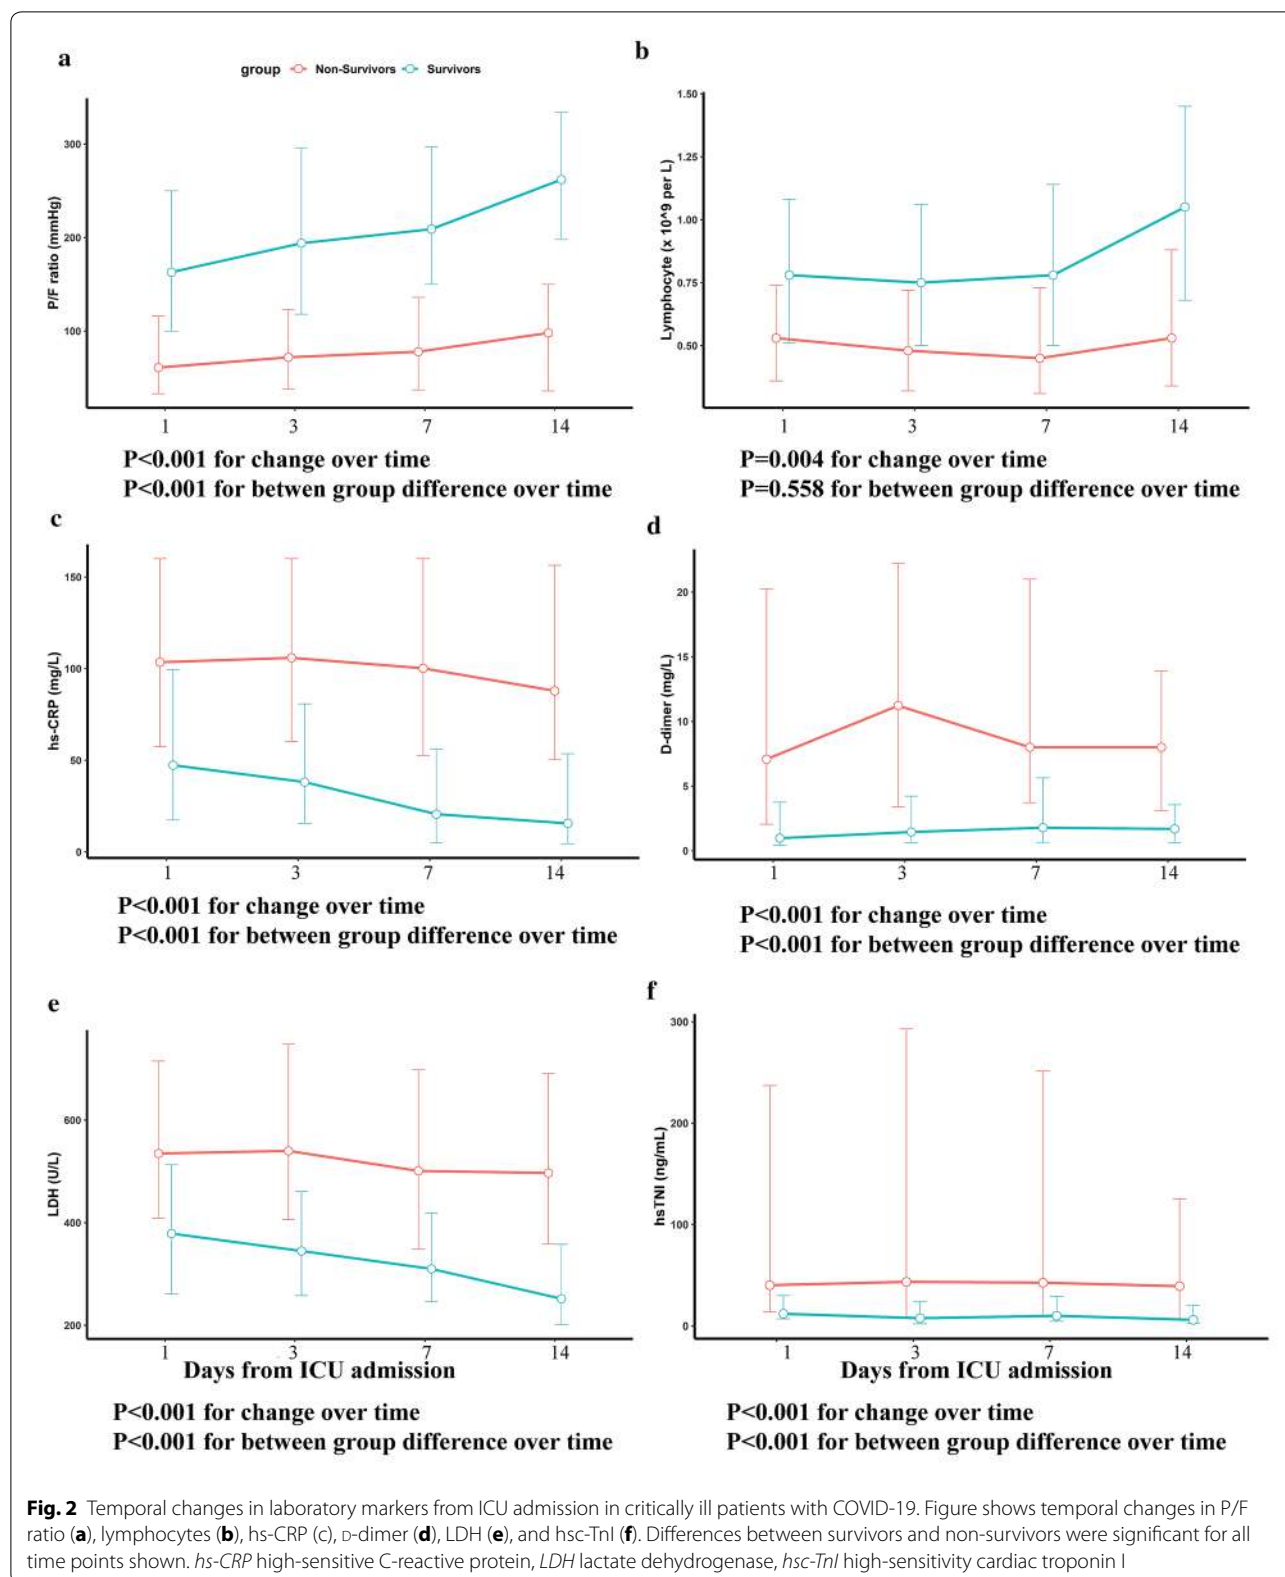 a
group Non-Survivors Survivors
P/F ratio (mmHg)
300
200
100
1 3 7 14
P<0.001 for change over time
P<0.001 for betwen group difference over time
b
Lymphocyte (x 10^9 per L)
1.50
1.25
1.00
0.75
0.50
1 3 7 14
P=0.004 for change over time
P=0.558 for between group difference over time
c
hs-CRP (mg/L)
150
100
50
0
1 3 7 14
P<0.001 for change over time
P<0.001 for between group difference over time
d
D-dimer (mg/L)
20
15
10
5
0
1 3 7 14
P<0.001 for change over time
P<0.001 for between group difference over time
e
LDH (U/L)
600
400
200
1 3 7 14
Days from ICU admission
P<0.001 for change over time
P<0.001 for between group difference over time
f
hsTNI (ng/mL)
300
200
100
0
1 3 7 14
Days from ICU admission
P<0.001 for change over time
P<0.001 for between group difference over time
Fig. 2 Temporal changes in laboratory markers from ICU admission in critically ill patients with COVID-19. Figure shows temporal changes in P/F
ratio (a), lymphocytes (b), hs-CRP (c), D-dimer (d), LDH (e), and hsc-TnI (f). Differences between survivors and non-survivors were significant for all
time points shown. hs-CRP high-sensitive C-reactive protein, LDH lactate dehydrogenase, hsc-TnI high-sensitivity cardiac troponin I